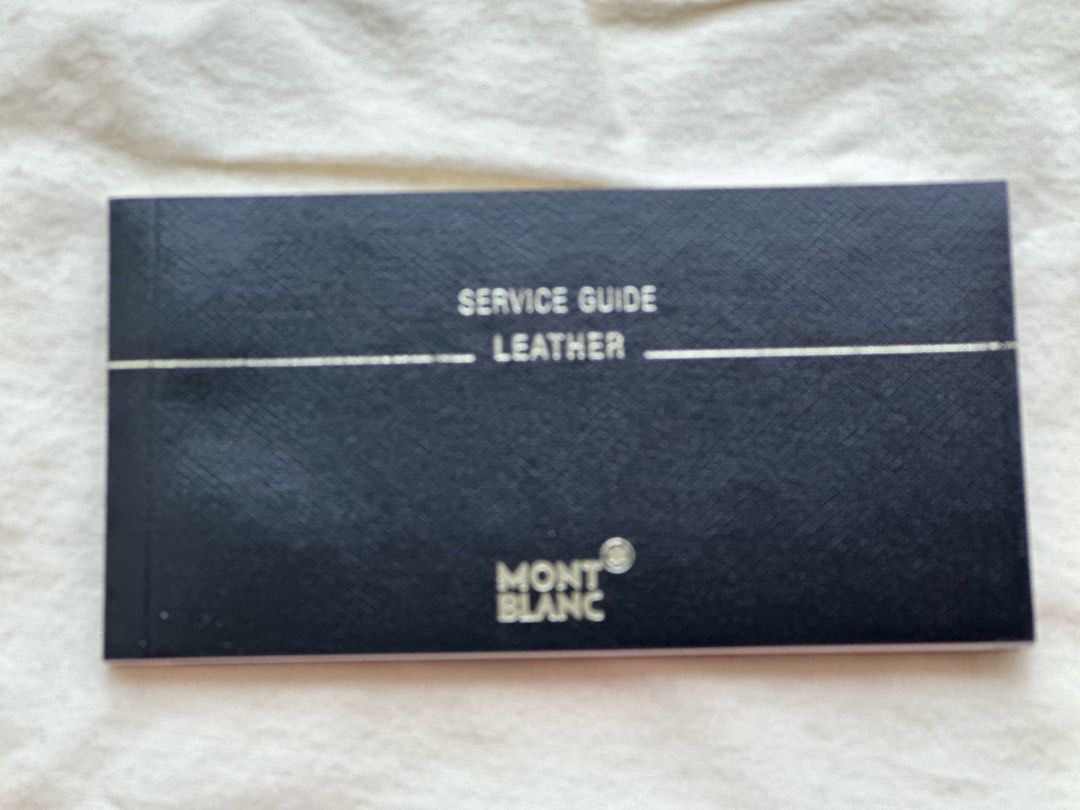 SERVICE GUIDE
LEATHER
MONT
BLANC